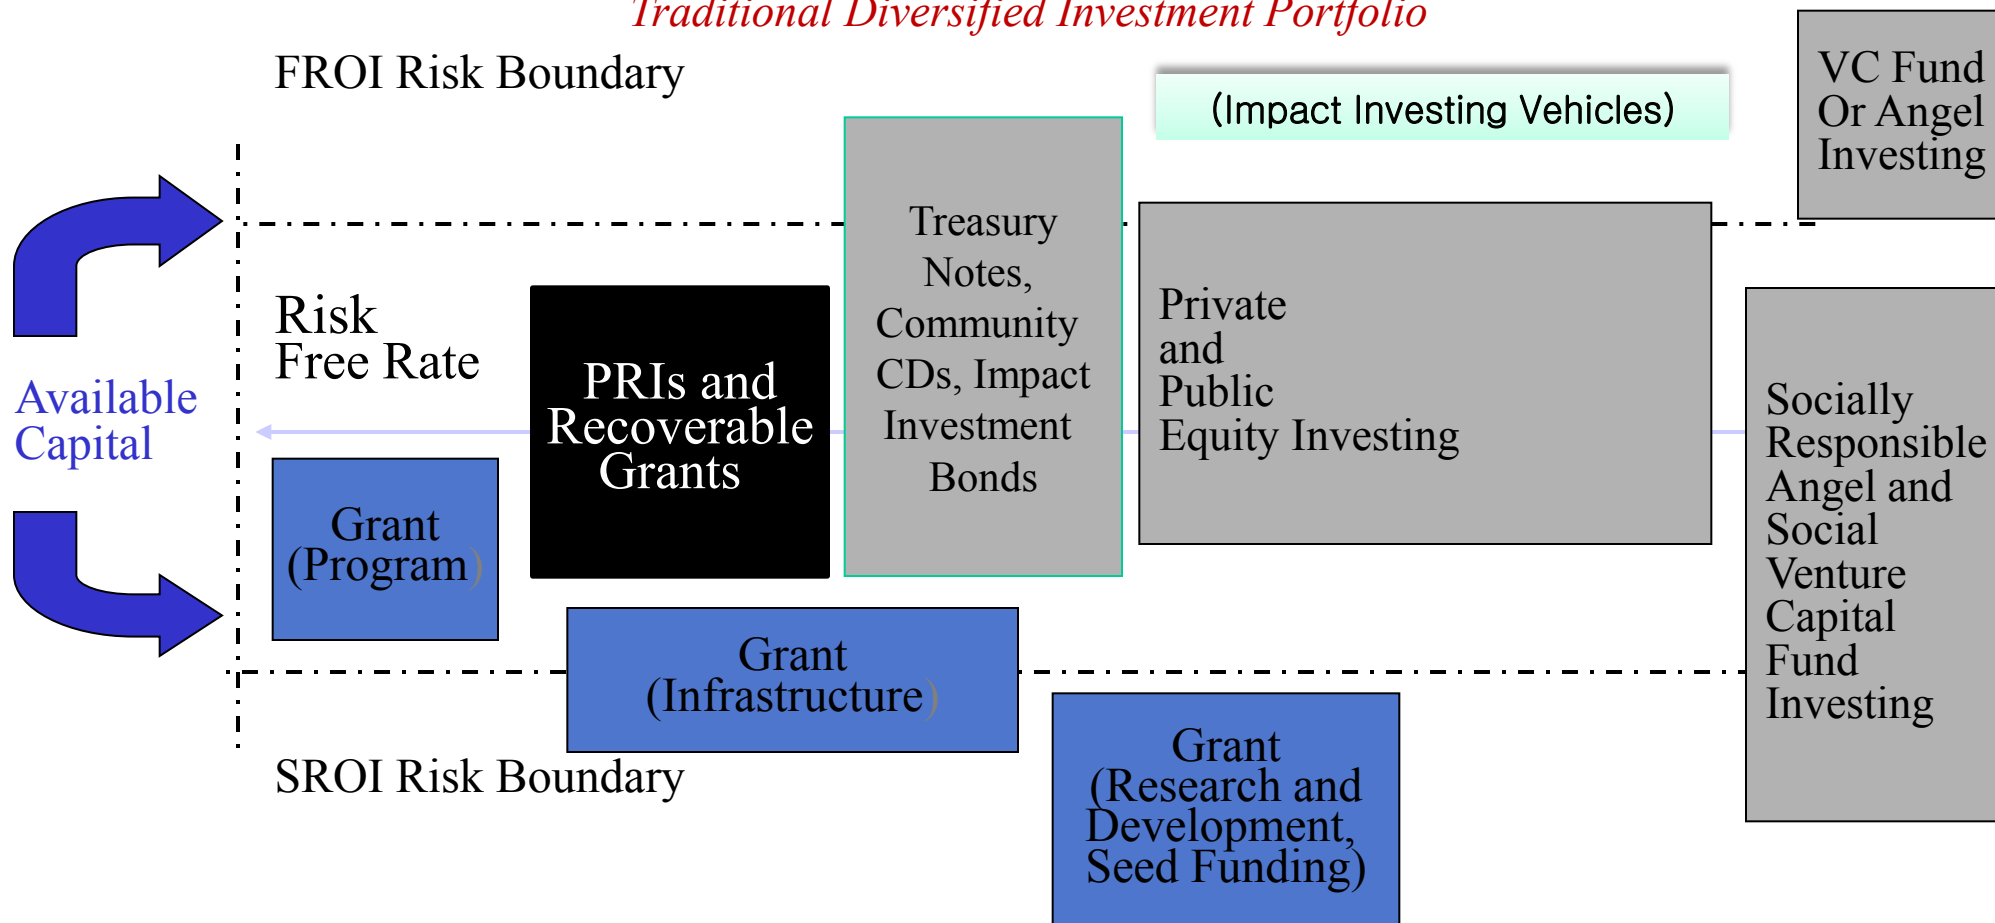 Traditional Diversified Investment Portfolio
FROI Risk Boundary
(Impact Investing Vehicles)
VC Fund
Or Angel
Investing
Available
Capital
Risk
Free Rate
PRIs and
Recoverable
Grants
Treasury
Notes,
Community
CDs, Impact
Investment
Bonds
Private
and
Public
Equity Investing
Socially
Responsible
Angel and
Social
Venture
Capital
Fund
Investing
Grant
(Program)
Grant
(Infrastructure)
Grant
(Research and
Development,
Seed Funding)
SROI Risk Boundary